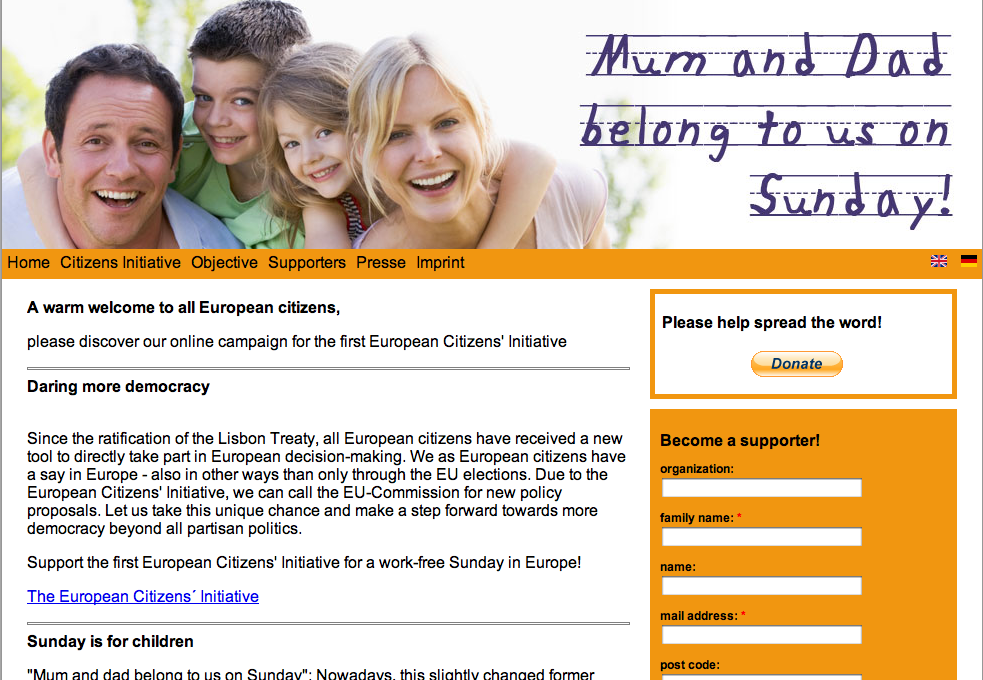 Mum and Dad
belong to us on
Sunday!
Home Citizens Initiative Objective Supporters Presse Imprint
A warm welcome to all European citizens,
please discover our online campaign for the first European Citizens' Initiative
Daring more democracy
Since the ratification of the Lisbon Treaty, all European citizens have received a new
tool to directly take part in European decision-making. We as European citizens have
a say in Europe - also in other ways than only through the EU elections. Due to the
European Citizens' Initiative, we can call the EU-Commission for new policy
proposals. Let us take this unique chance and make a step forward towards more
democracy beyond all partisan politics.
Support the first European Citizens' Initiative for a work-free Sunday in Europe!
The European Citizens´ Initiative
Sunday is for children
"Mum and dad belong to us on Sunday": Nowadays, this slightly changed former
Please help spread the word!
Donate
Become a supporter!
organization:
family name: *
name:
mail address: *
post code: